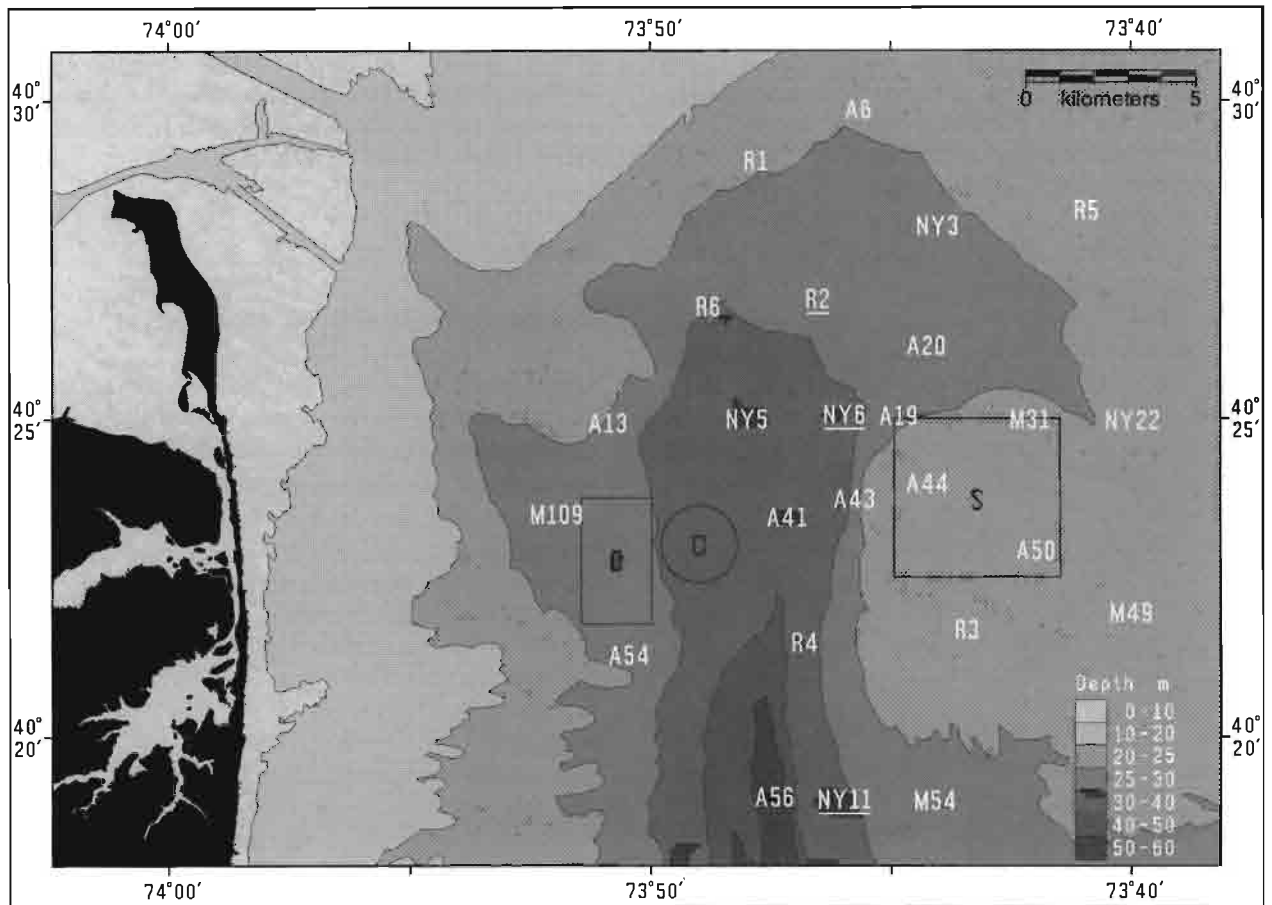 74°00′ 73°50′ 73°40′
40°
30′
40°
30′
0 kilometers 5
A6
R1
R5
NY3
R2
R6
A20
40°
25′
A13 NY5 NY6 A19 M31 NY22
40°
25′
A44
S
A43
M109
A41
D
A50
M49
R3
R4
A54
Depth m
0-10
10-20
20-25
25-30
30-40
40-50
50-60
40°
20′
40°
20′
A56 NY11 M54
74°00′ 73°50′ 73°40′